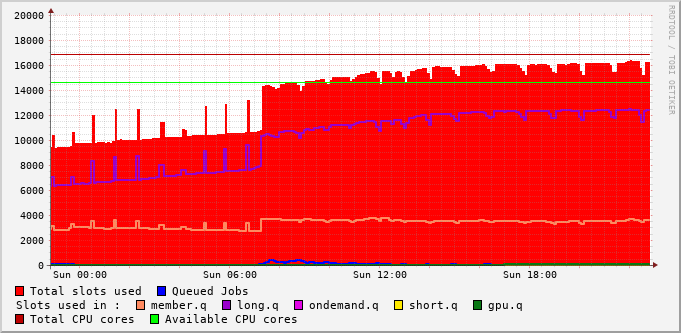 20000
18000
16000
14000
12000
10000
8000
6000
4000
2000
0
Sun 00:00 Sun 06:00 Sun 12:00 Sun 18:00
RRDTOOL / TOBI OETIKER
Total slots used Queued Jobs
Slots used in : member.q long.q ondemand.q short.q gpu.q
Total CPU cores Available CPU cores